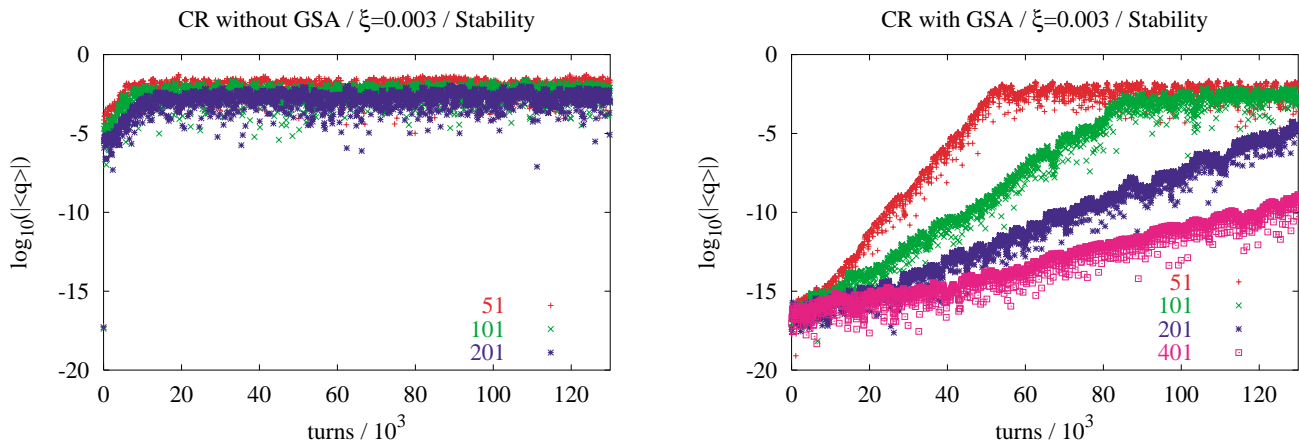 CR without GSA / ξ=0.003 / Stability
0
-5
-10
-15
-20
log10(|<q>|)
51
101
201
0 20 40 60 80 100 120
turns / 10^3
CR with GSA / ξ=0.003 / Stability
0
-5
-10
-15
-20
log10(|<q>|)
51
101
201
401
0 20 40 60 80 100 120
turns / 10^3